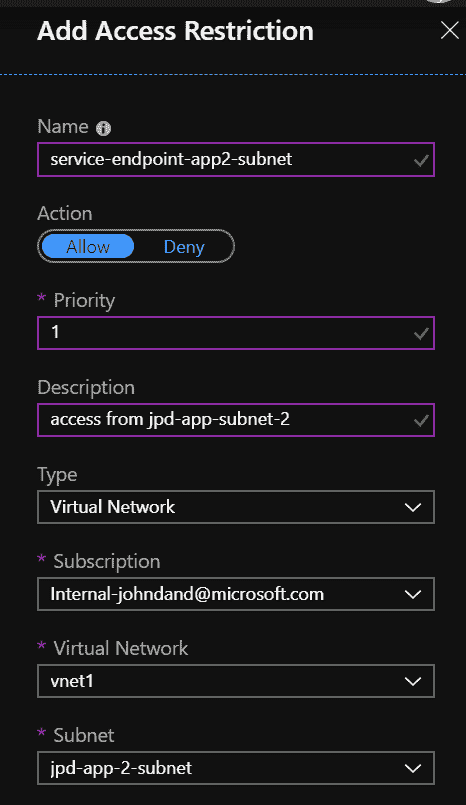 Add Access Restriction
Name
service-endpoint-app2-subnet
Action
Allow Deny
* Priority
1
Description
access from jpd-app-subnet-2
Type
Virtual Network
* Subscription
Internal-johndand@microsoft.com
* Virtual Network
vnet1
* Subnet
jpd-app-2-subnet